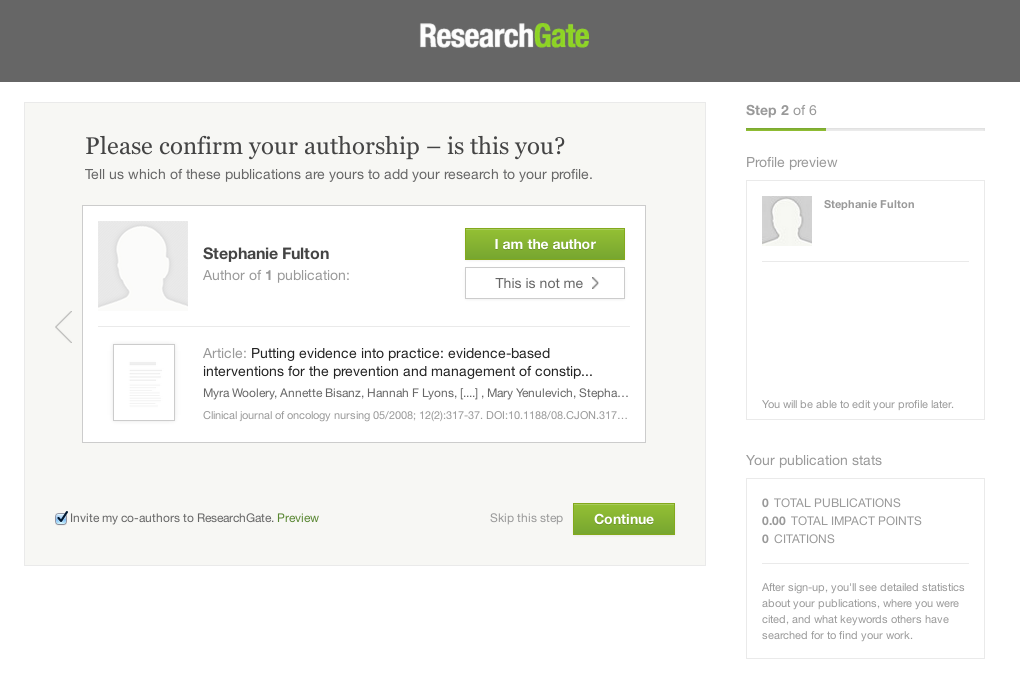 ResearchGate
Please confirm your authorship – is this you?
Tell us which of these publications are yours to add your research to your profile.
Stephanie Fulton
Author of 1 publication:
I am the author
This is not me
Article: Putting evidence into practice: evidence-based
interventions for the prevention and management of constip...
Myra Woolery, Annette Bisanz, Hannah F Lyons, [....] , Mary Yenulevich, Stepha…
Clinical journal of oncology nursing 05/2008; 12(2):317-37. DOI:10.1188/08.CJON.317…
Invite my co-authors to ResearchGate. Preview
Skip this step
Continue
Step 2 of 6
Profile preview
Stephanie Fulton
You will be able to edit your profile later.
Your publication stats
0 TOTAL PUBLICATIONS
0.00 TOTAL IMPACT POINTS
0 CITATIONS
After sign-up, you'll see detailed statistics
about your publications, where you were
cited, and what keywords others have
searched for to find your work.